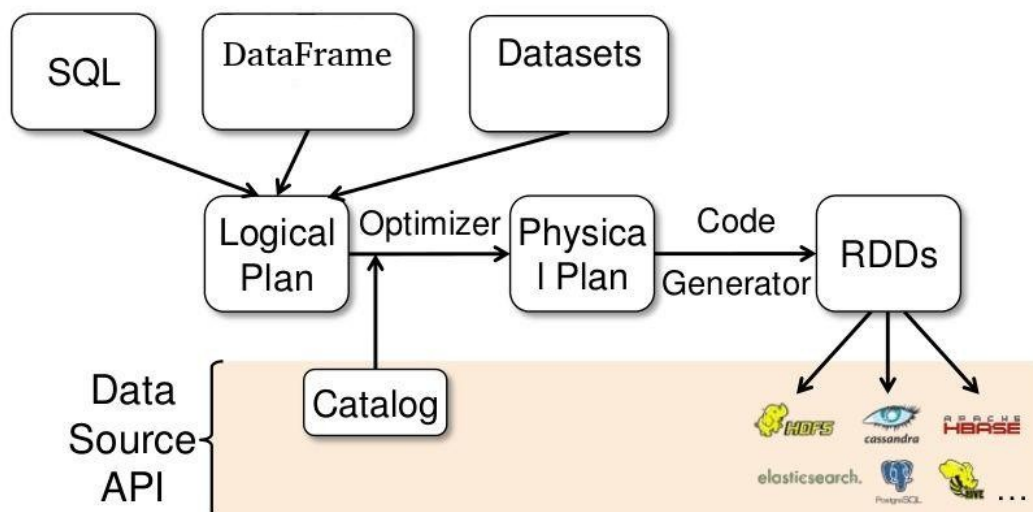 SQL
DataFrame
Datasets
Logical
Plan
Optimizer
Physica
l Plan
Code
Generator
RDDs
Data
Source
API
Catalog
HDFS
cassandra
APACHE
HBASE
elasticsearch.
PostgreSQL
HIVE
...